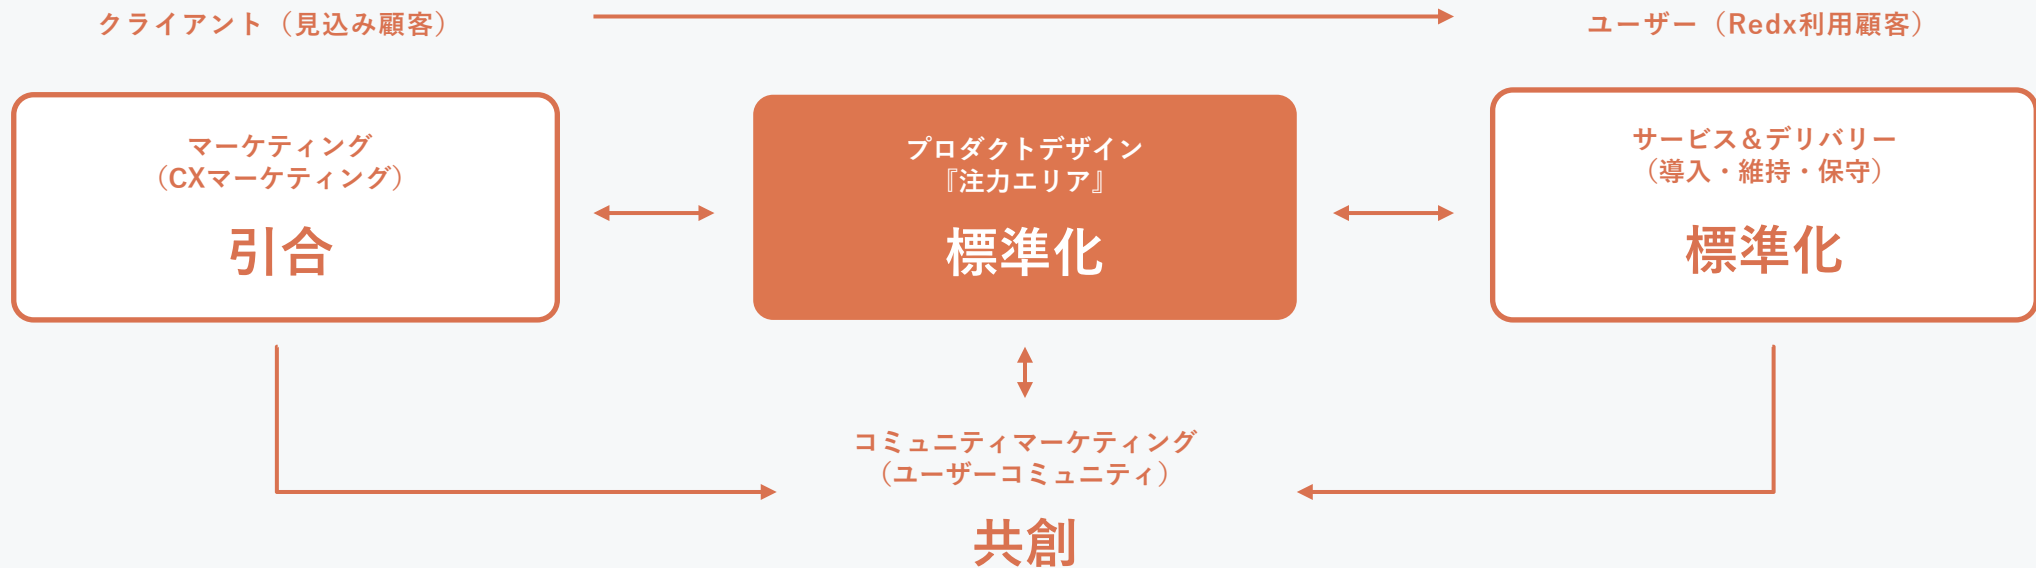 クライアント（見込み顧客）
ユーザー（Redx利用顧客）
マーケティング
（CXマーケティング）
引合
プロダクトデザイン
『注力エリア』
標準化
サービス＆デリバリー
（導入・維持・保守）
標準化
コミュニティマーケティング
（ユーザーコミュニティ）
共創